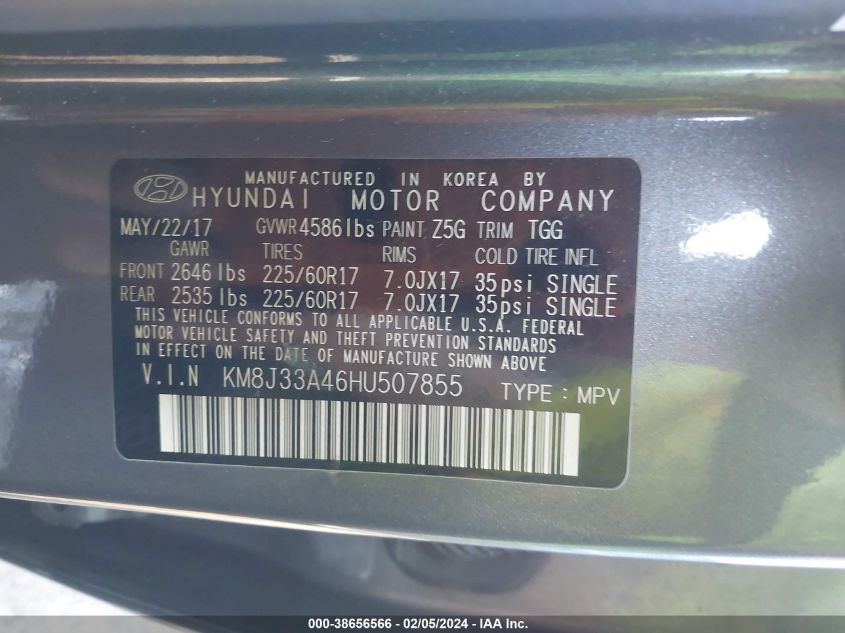 MANUFACTURED IN KOREA BY
HYUNDAI MOTOR COMPANY
MAY/22/17 GVWR 4586 lbs PAINT Z5G TRIM TGG
GAWR TIRES RIMS COLD TIRE INFL
FRONT 2646 lbs 225/60R17 7.0JX17 35psi SINGLE
REAR 2535 lbs 225/60R17 7.0JX17 35psi SINGLE
THIS VEHICLE CONFORMS TO ALL APPLICABLE U.S.A. FEDERAL
MOTOR VEHICLE SAFETY AND THEFT PREVENTION STANDARDS
IN EFFECT ON THE DATE OF MANUFACTURE SHOWN ABOVE
V.I.N KM8J33A46HU507855 TYPE : MPV
000-38656566 - 02/05/2024 - IAA Inc.